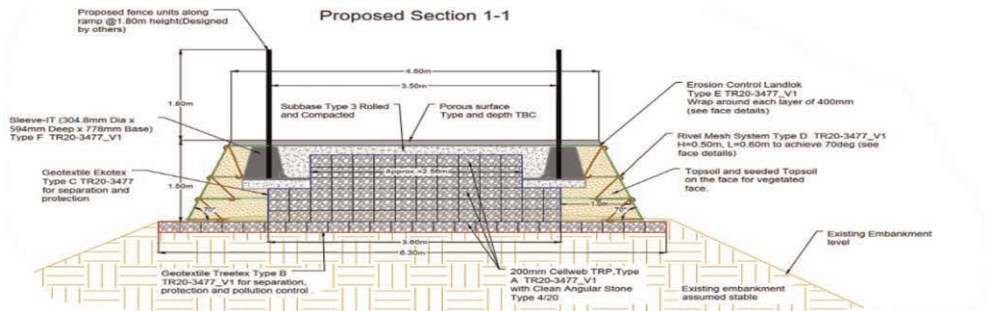 Proposed Section 1-1
Proposed fence units along
ramp @1.80m height(Designed
by others)
4.60m
3.50m
1.80m
Subbase Type 3 Rolled
and Compacted
Porous surface
Type and depth TBC
Erosion Control Landlok
Type E TR20-3477_V1
Wrap around each layer of 400mm
(see face details)
Sleeve-IT (304.8mm Dia x
594mm Deep x 778mm Base)
Type F TR20-3477_V1
Rivel Mesh System Type D TR20-3477_V1
H=0.50m, L=0.60m to achieve 70deg (see
face details)
Geotextile Ekotex
Type C TR20-3477
for separation and
protection
Approx.
Topsoil and seeded Topsoil
on the face for vegetated
face.
1.50m
70°
70°
3.60m
6.30m
Existing Embankment
level
Geotextile Treetex Type B
TR20-3477_V1 for separation,
protection and pollution control .
200mm Cellweb TRP,Type
A TR20-3477_V1
with Clean Angular Stone
Type 4/20
Existing embankment
assumed stable